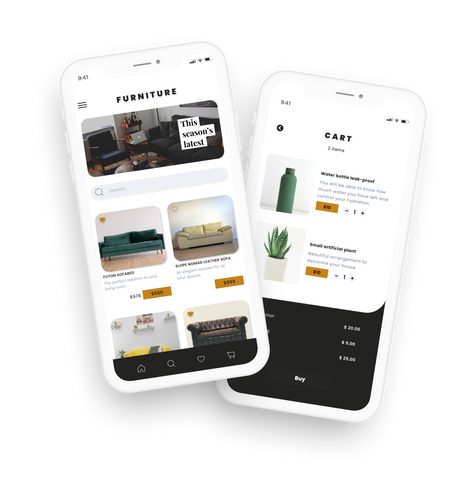 9:41
FURNITURE
This
season's
latest
Search
FUTON SOFABED
The perfect addition to your
living room.
$576 $500
SLOPE NOMAD LEATHER SOFA
An elegant solution for all
your spaces.
$599
9:41
CART
2 items
Water bottle leak-proof
You will be able to know how
much water you have left and
control your hydration.
$10 - 1 +
Small artificial plant
Beautiful arrangement to
decorate your house
$10 - 1 +
$ 20.00
$ 5.00
$ 25.00
Buy